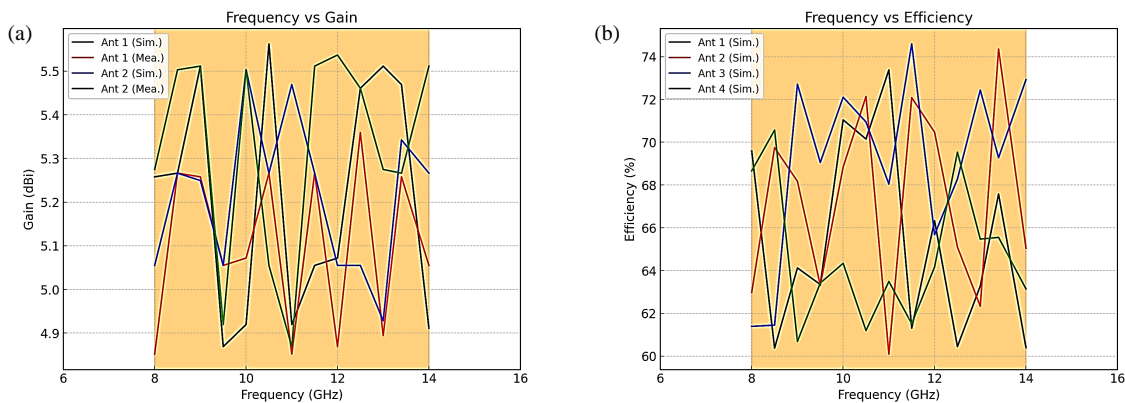 (a)
Frequency vs Gain
Ant 1 (Sim.)
Ant 1 (Mea.)
Ant 2 (Sim.)
Ant 2 (Mea.)
Gain (dBi)
5.5
5.4
5.3
5.2
5.1
5.0
4.9
6 8 10 12 14 16
Frequency (GHz)
(b)
Frequency vs Efficiency
Ant 1 (Sim.)
Ant 2 (Sim.)
Ant 3 (Sim.)
Ant 4 (Sim.)
Efficiency (%)
74
72
70
68
66
64
62
60
6 8 10 12 14 16
Frequency (GHz)